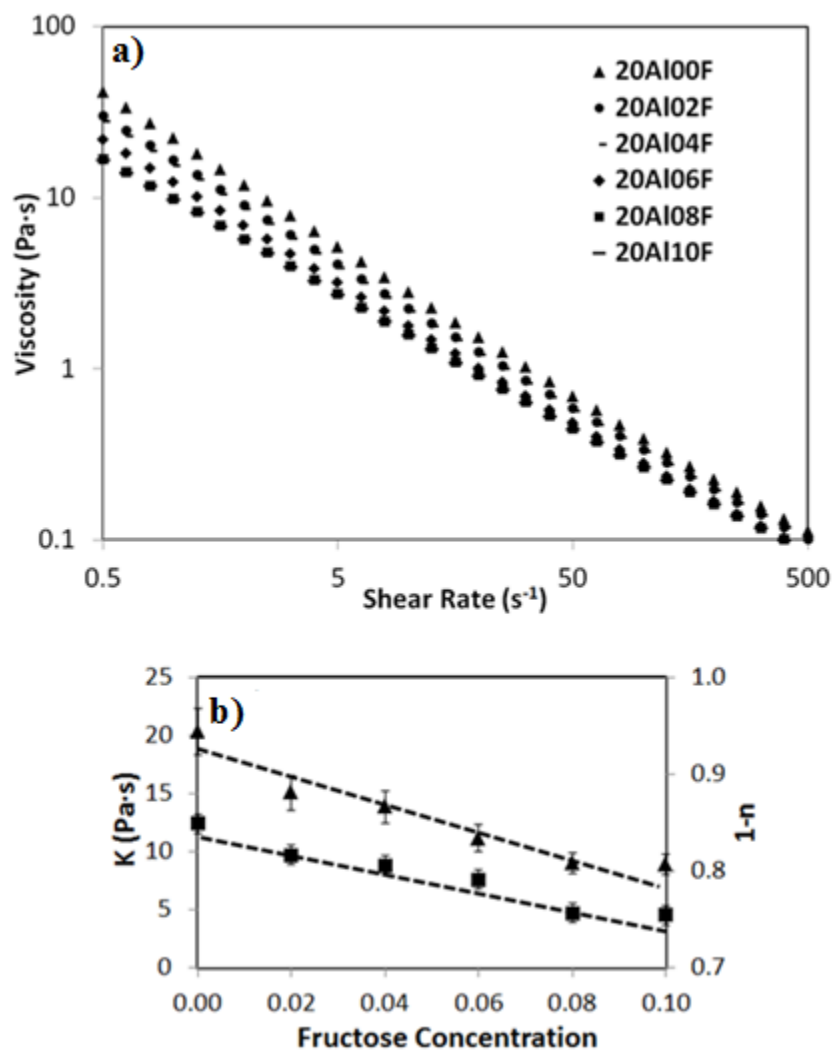 a)
100
10
1
0.1
Viscosity (Pa·s)
20Al00F
20Al02F
20Al04F
20Al06F
20Al08F
20Al10F
0.5 5 50 500
Shear Rate (s⁻¹)
b)
25 1.0
20 0.9
15
10 0.8
5
0 0.7
K (Pa·s)
1-n
0.00 0.02 0.04 0.06 0.08 0.10
Fructose Concentration